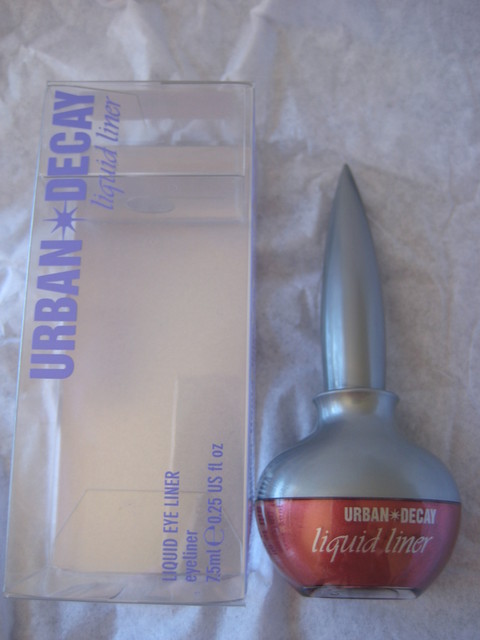 URBAN✷DECAY
liquid liner
LIQUID EYE LINER
eyeliner
7.5ml ℮ 0.25 US fl oz
URBAN✷DECAY
liquid liner